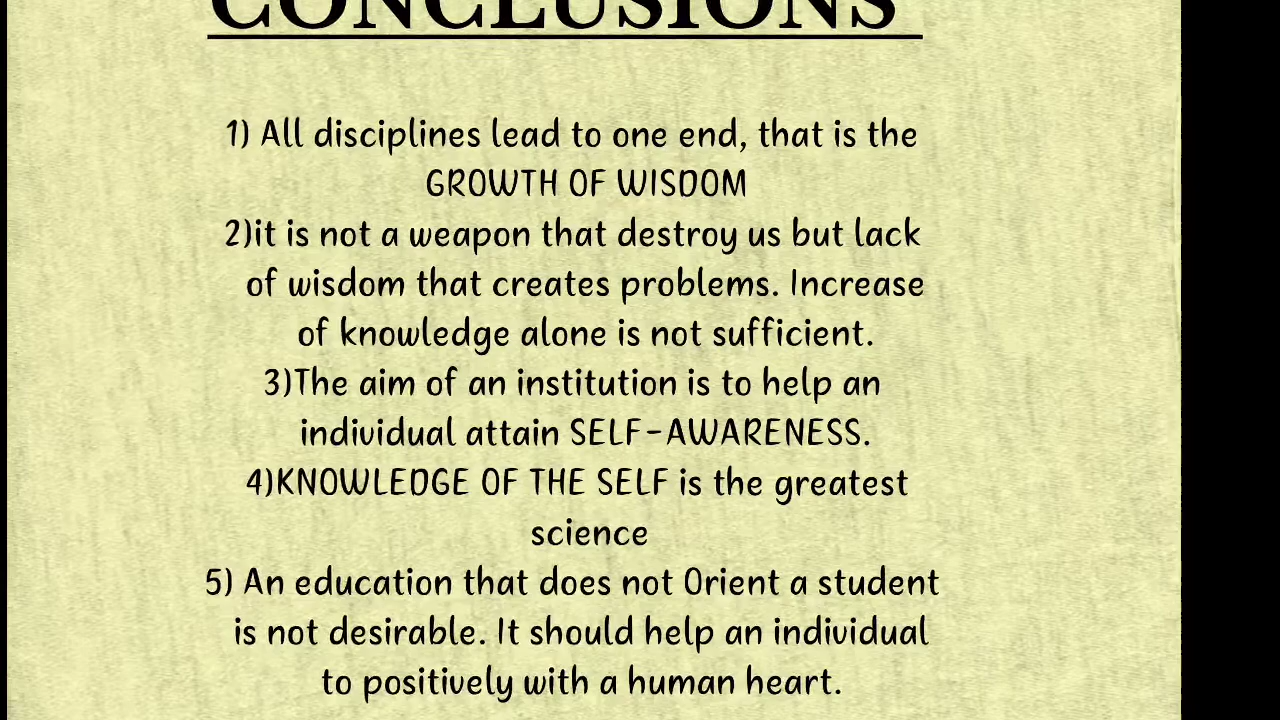 CONCLUSIONS
1) All disciplines lead to one end, that is the
GROWTH OF WISDOM
2)it is not a weapon that destroy us but lack
of wisdom that creates problems. Increase
of knowledge alone is not sufficient.
3)The aim of an institution is to help an
individual attain SELF-AWARENESS.
4)KNOWLEDGE OF THE SELF is the greatest
science
5) An education that does not Orient a student
is not desirable. It should help an individual
to positively with a human heart.